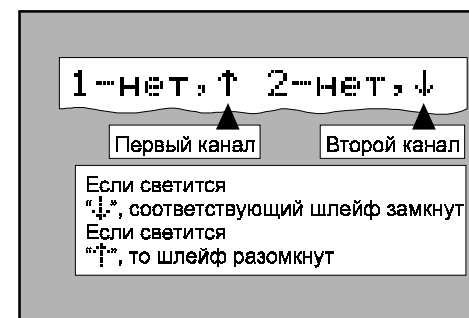 1-нет,↑ 2-нет,↓
Первый канал Второй канал
Если светится
"↓", соответствующий шлейф замкнут
Если светится
"↑", то шлейф разомкнут